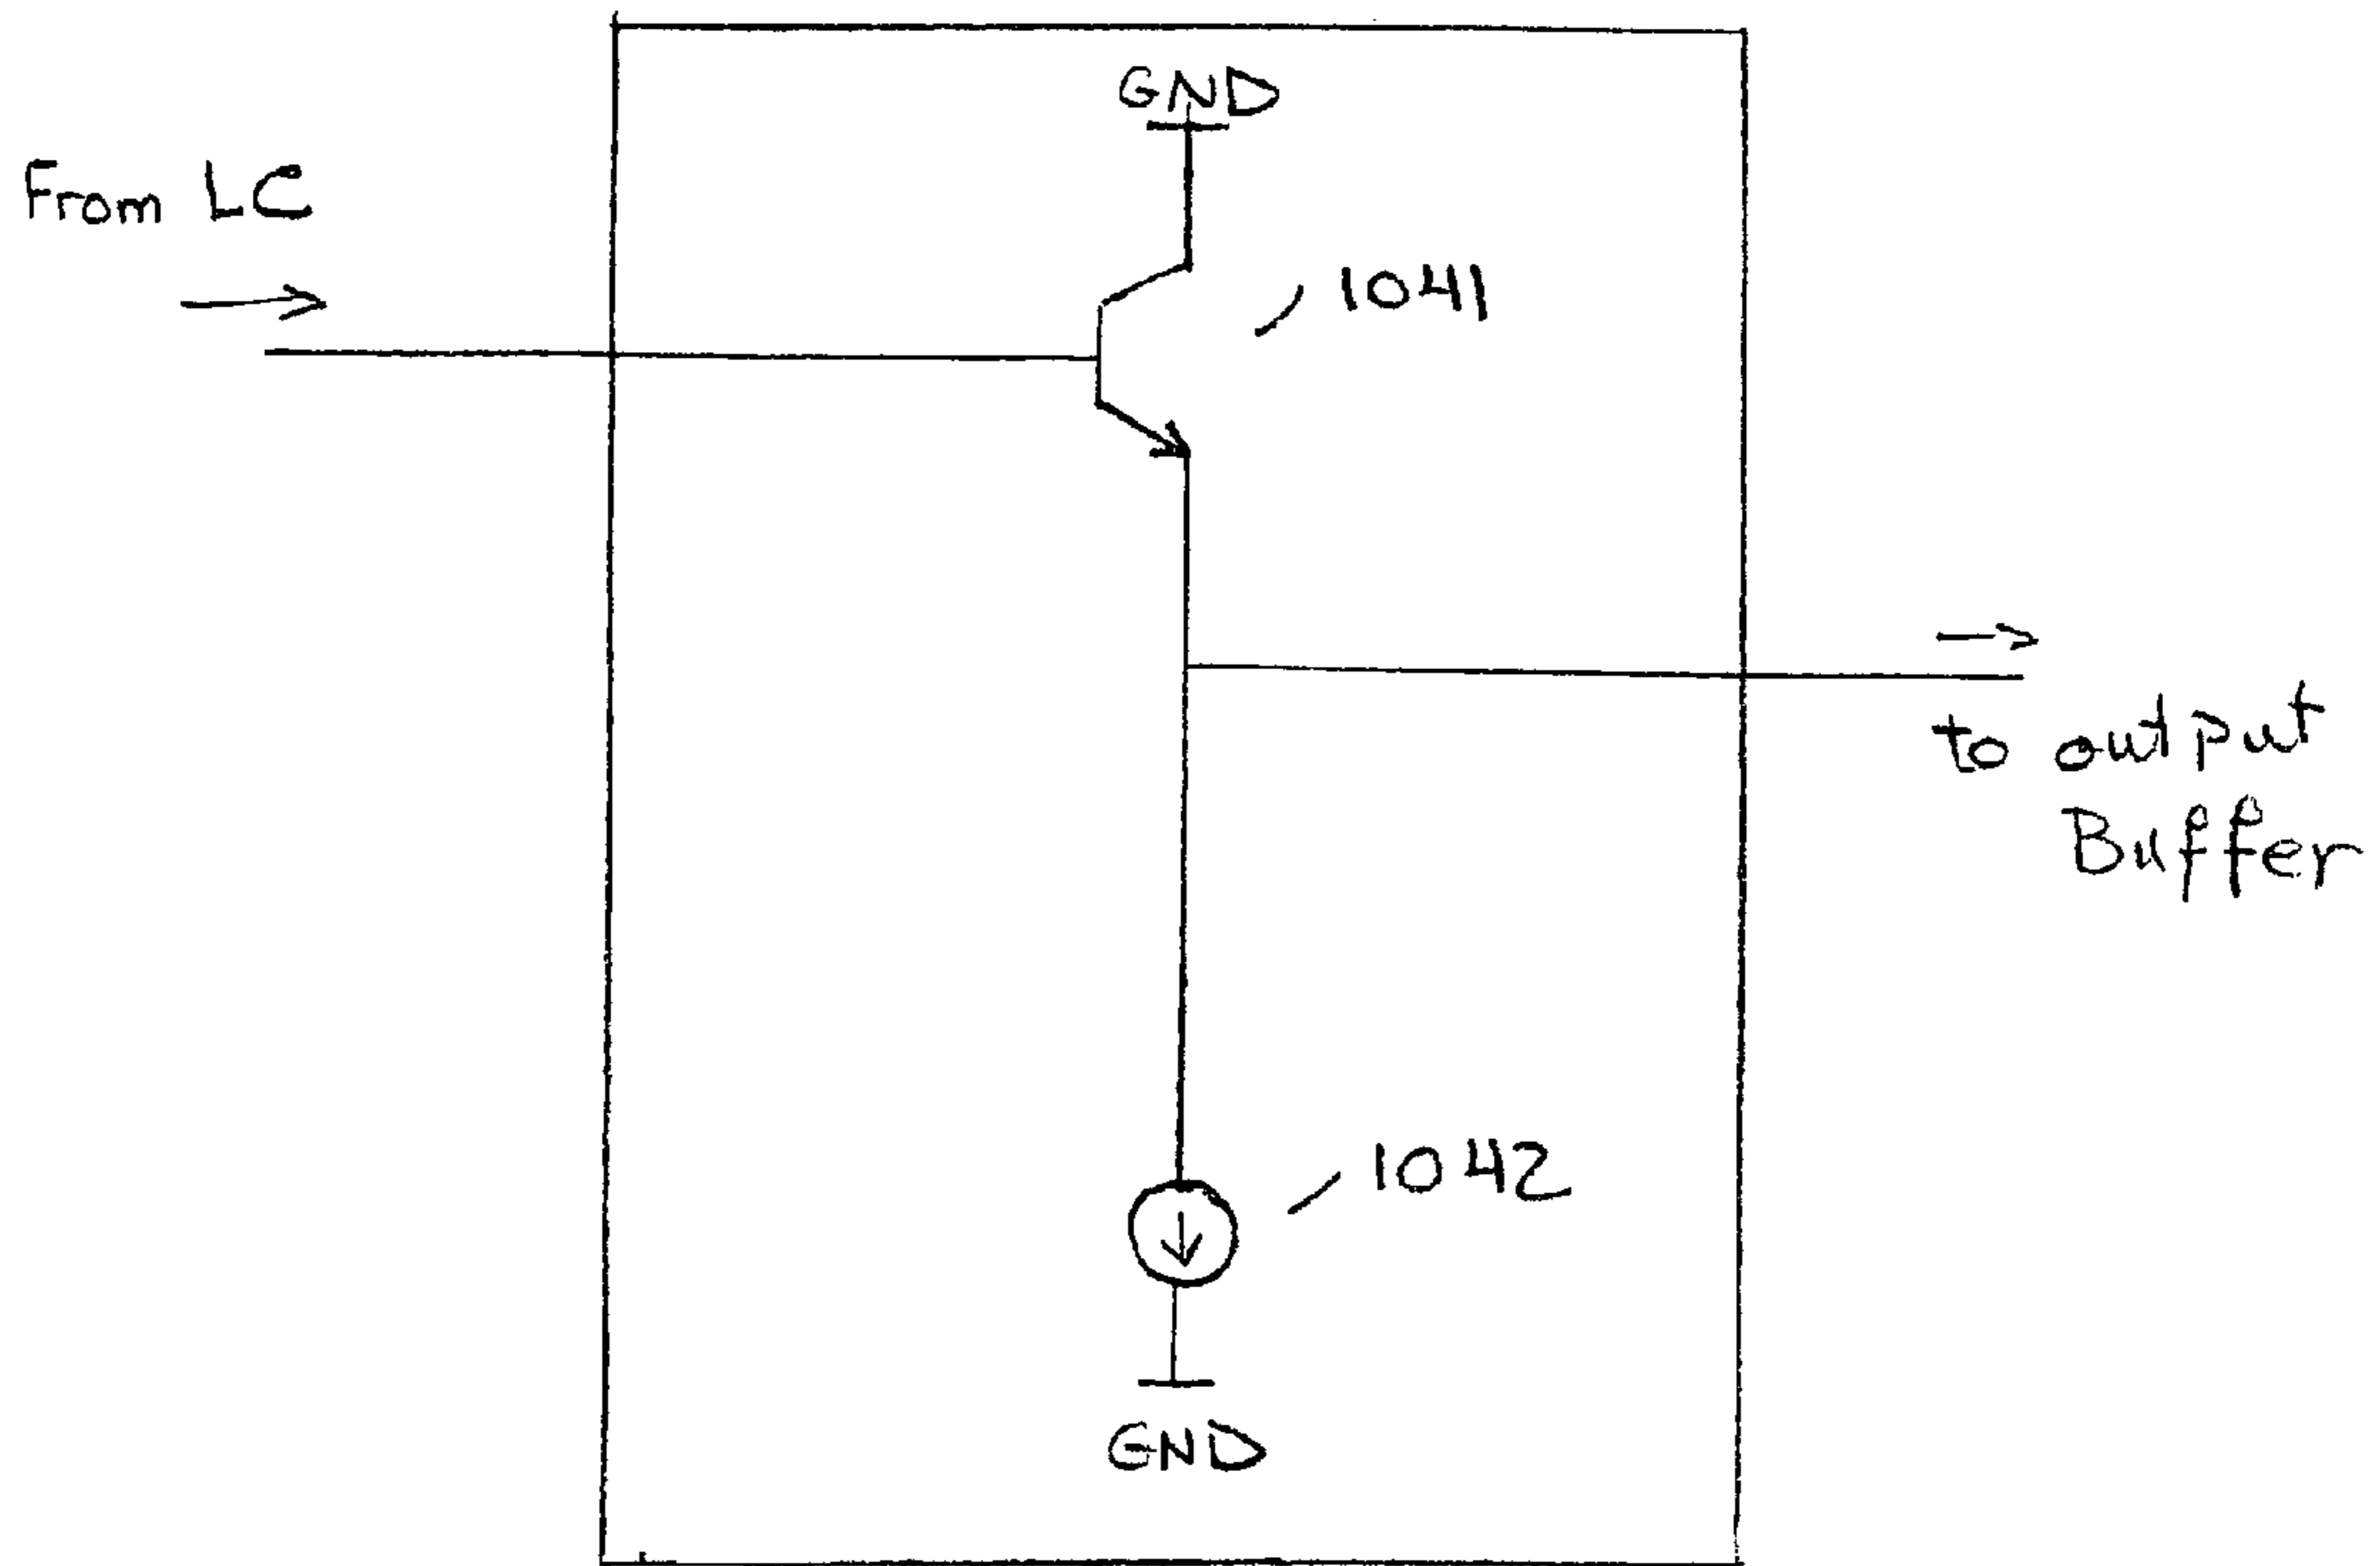 GND
From LC
1041
to output
Buffer
1042
GND